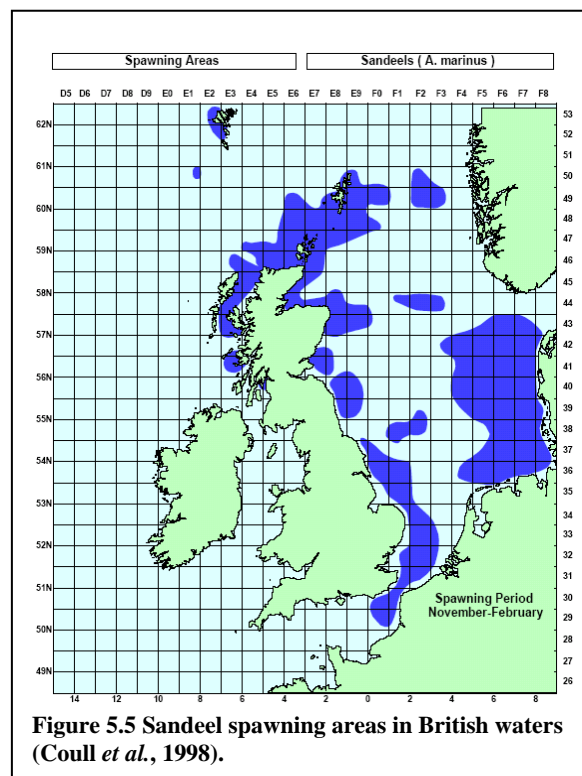 Spawning Areas Sandeels ( A. marinus )
D5 D6 D7 D8 D9 E0 E1 E2 E3 E4 E5 E6 E7 E8 E9 F0 F1 F2 F3 F4 F5 F6 F7 F8
62N 53
52
61N 51
50
60N 49
48
59N 47
46
58N 45
44
57N 43
42
56N 41
40
55N 39
38
54N 37
36
53N 35
34
52N 33
32
51N 31
30
50N 29
28
49N 27
26
Spawning Period
November-February
14 12 10 8 6 4 2 0 2 4 6 8
Figure 5.5 Sandeel spawning areas in British waters
(Coull et al., 1998).